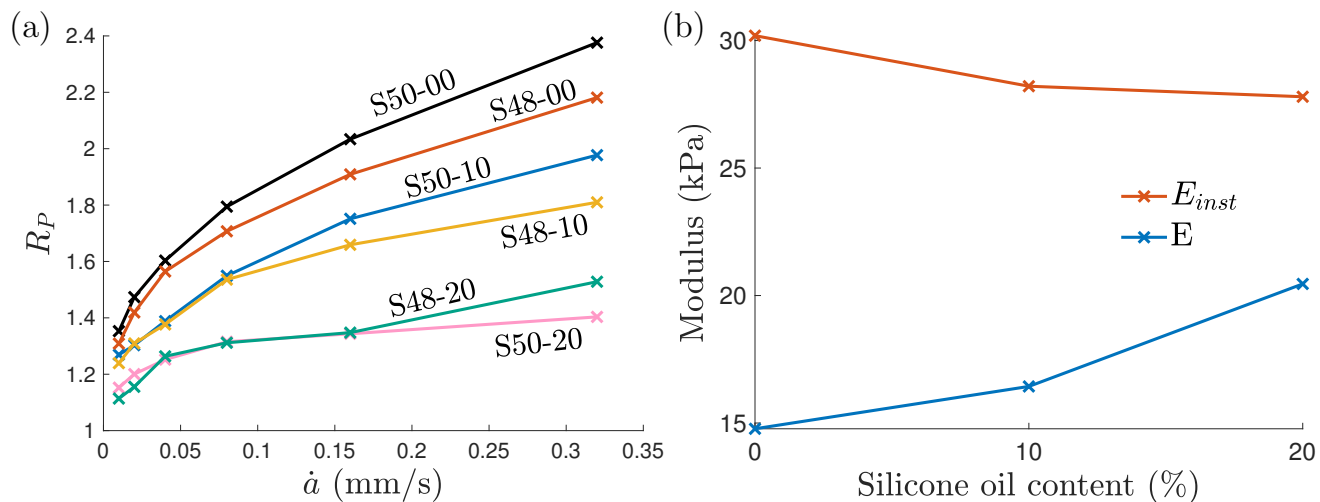 (a)
2.4
2.2
2
1.8
1.6
1.4
1.2
1
R_P
S50-00
S48-00
S50-10
S48-10
S48-20
S50-20
0 0.05 0.1 0.15 0.2 0.25 0.3 0.35
ȧ (mm/s)
(b)
30
25
20
15
Modulus (kPa)
E_inst
E
0 10 20
Silicone oil content (%)